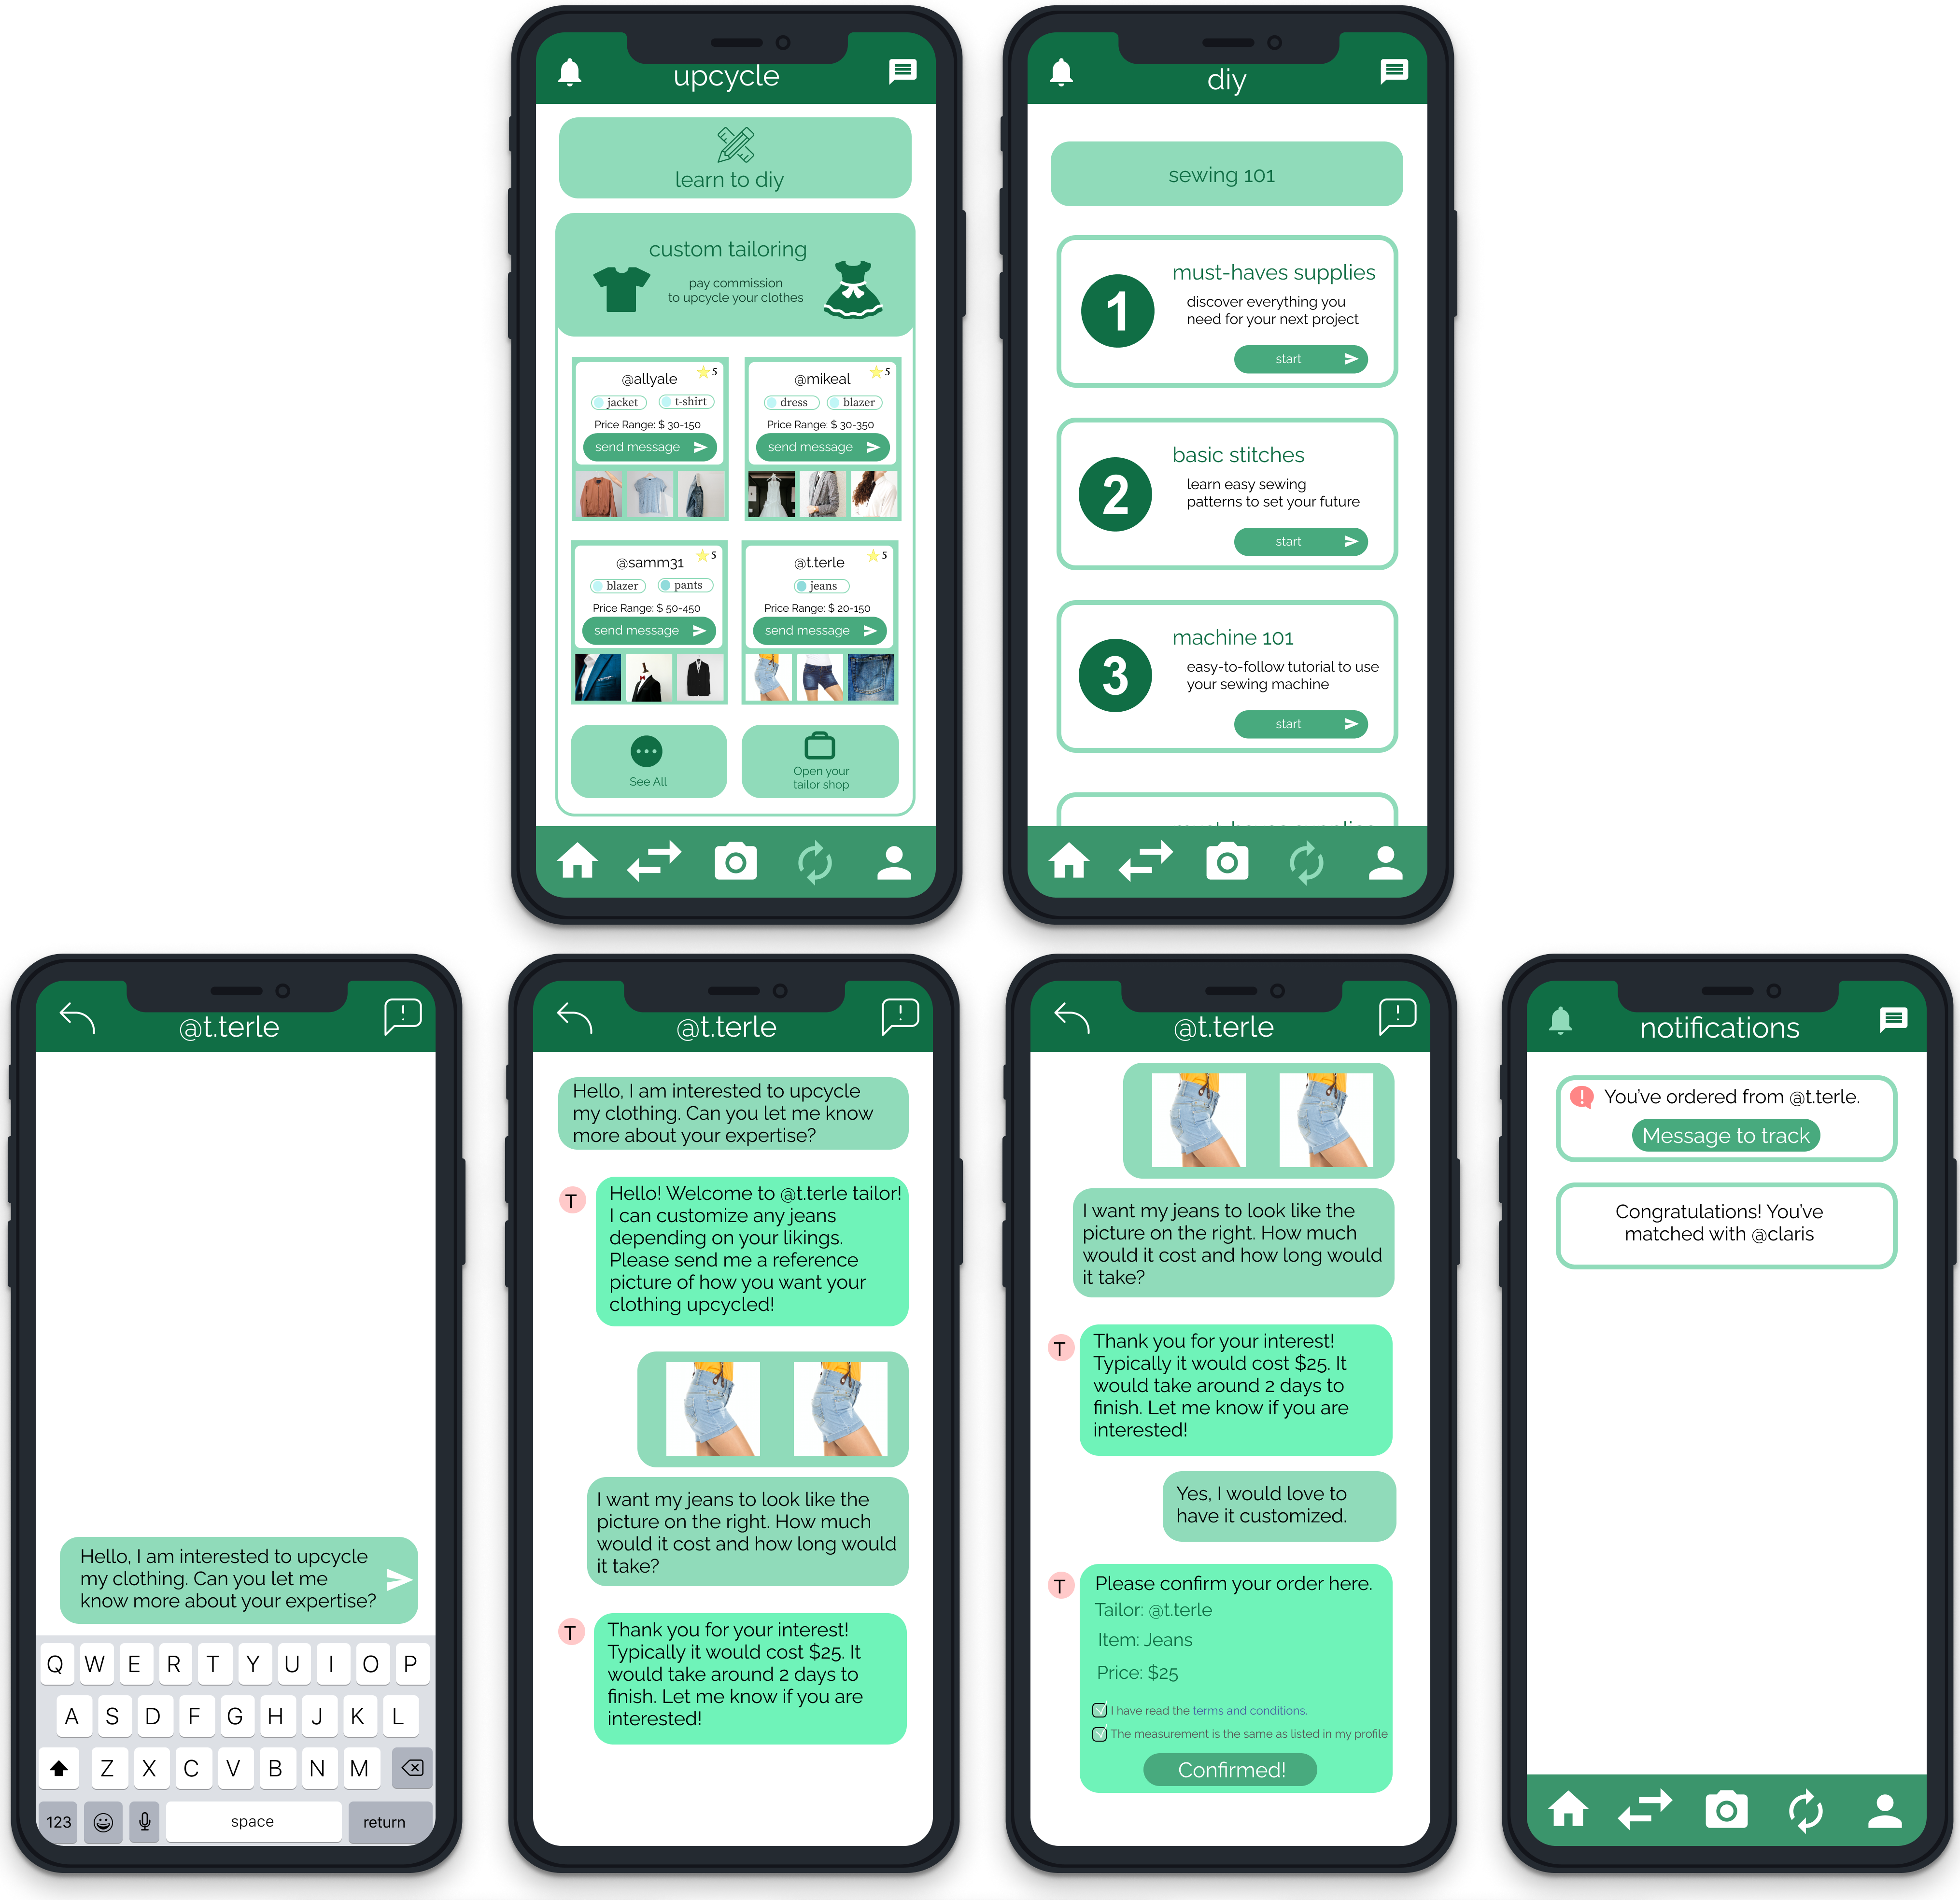 upcycle
learn to diy
custom tailoring
pay commission
to upcycle your clothes
@allyale
5
jacket
t-shirt
Price Range: $ 30-150
send message
@mikeal
5
dress
blazer
Price Range: $ 30-350
send message
@samm31
5
blazer
pants
Price Range: $ 50-450
send message
@t.terle
5
jeans
Price Range: $ 20-150
send message
See All
Open your
tailor shop
diy
sewing 101
1
must-haves supplies
discover everything you
need for your next project
start
2
basic stitches
learn easy sewing
patterns to set your future
start
3
machine 101
easy-to-follow tutorial to use
your sewing machine
start
@t.terle
Hello, I am interested to upcycle
my clothing. Can you let me
know more about your expertise?
Q W E R T Y U I O P
A S D F G H J K L
Z X C V B N M
123
space
return
@t.terle
Hello, I am interested to upcycle
my clothing. Can you let me know
more about your expertise?
T
Hello! Welcome to @t.terle tailor!
I can customize any jeans
depending on your likings.
Please send me a reference
picture of how you want your
clothing upcycled!
I want my jeans to look like the
picture on the right. How much
would it cost and how long would
it take?
T
Thank you for your interest!
Typically it would cost $25. It
would take around 2 days to
finish. Let me know if you are
interested!
@t.terle
I want my jeans to look like the
picture on the right. How much
would it cost and how long would
it take?
T
Thank you for your interest!
Typically it would cost $25. It
would take around 2 days to
finish. Let me know if you are
interested!
Yes, I would love to
have it customized.
T
Please confirm your order here.
Tailor: @t.terle
Item: Jeans
Price: $25
I have read the terms and conditions.
The measurement is the same as listed in my profile
Confirmed!
notifications
You've ordered from @t.terle.
Message to track
Congratulations! You've
matched with @claris